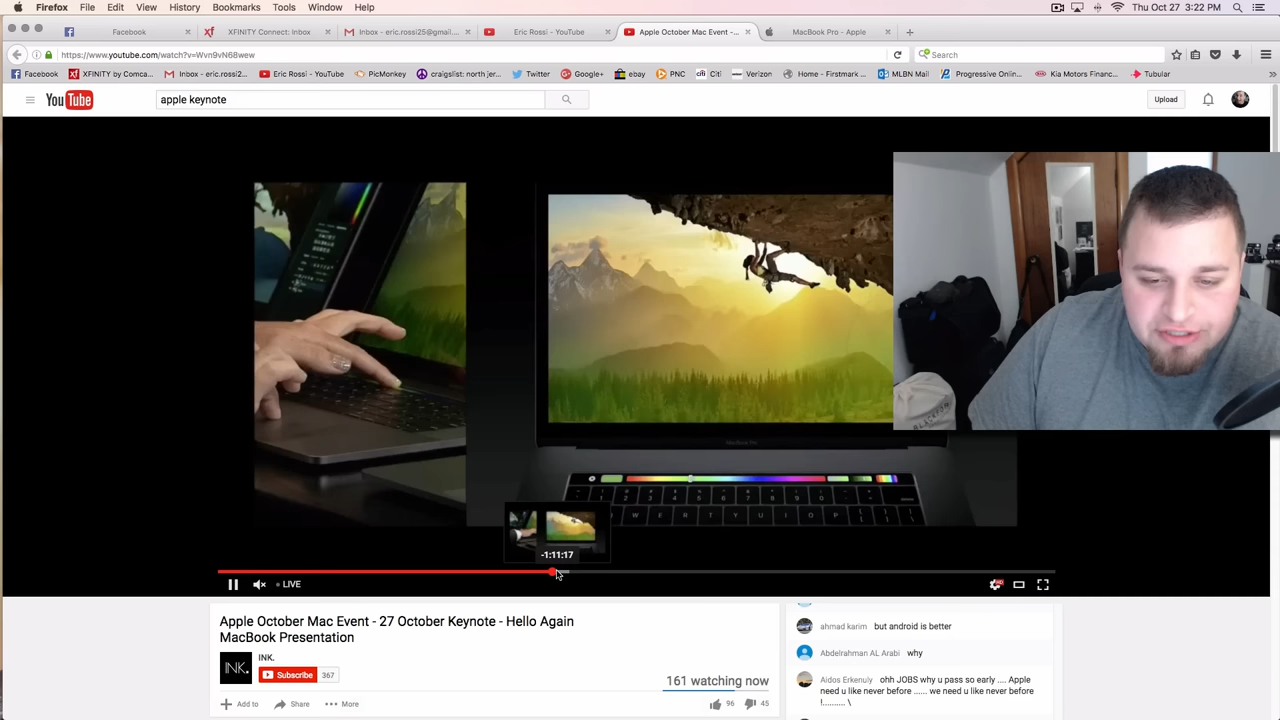 Firefox File Edit View History Bookmarks Tools Window Help Thu Oct 27 3:22 PM
Facebook XFINITY Connect: Inbox Inbox - eric.rossi25@gmail.... Eric Rossi - YouTube Apple October Mac Event -... MacBook Pro - Apple
https://www.youtube.com/watch?v=Wvn9vN68wew Search
Facebook XFINITY by Comca... Inbox - eric.rossi2... Eric Rossi - YouTube PicMonkey craigslist: north jer... Twitter Google+ ebay PNC Citi Verizon Home - Firstmark ... MLBN Mail Progressive Onlin... Kia Motors Financ... Tubular
YouTube apple keynote Upload
MacBook Pro
W E R T Y U I O P
-1:11:17
LIVE HD
Apple October Mac Event - 27 October Keynote - Hello Again
MacBook Presentation
INK. INK.
Subscribe 367
161 watching now
Add to Share More 96 45
ahmad karim but android is better
Abdelrahman AL Arabi why
Aidos Erkenuly ohh JOBS why u pass so early .... Apple
need u like never before ...... we need u like never before
!.......... \